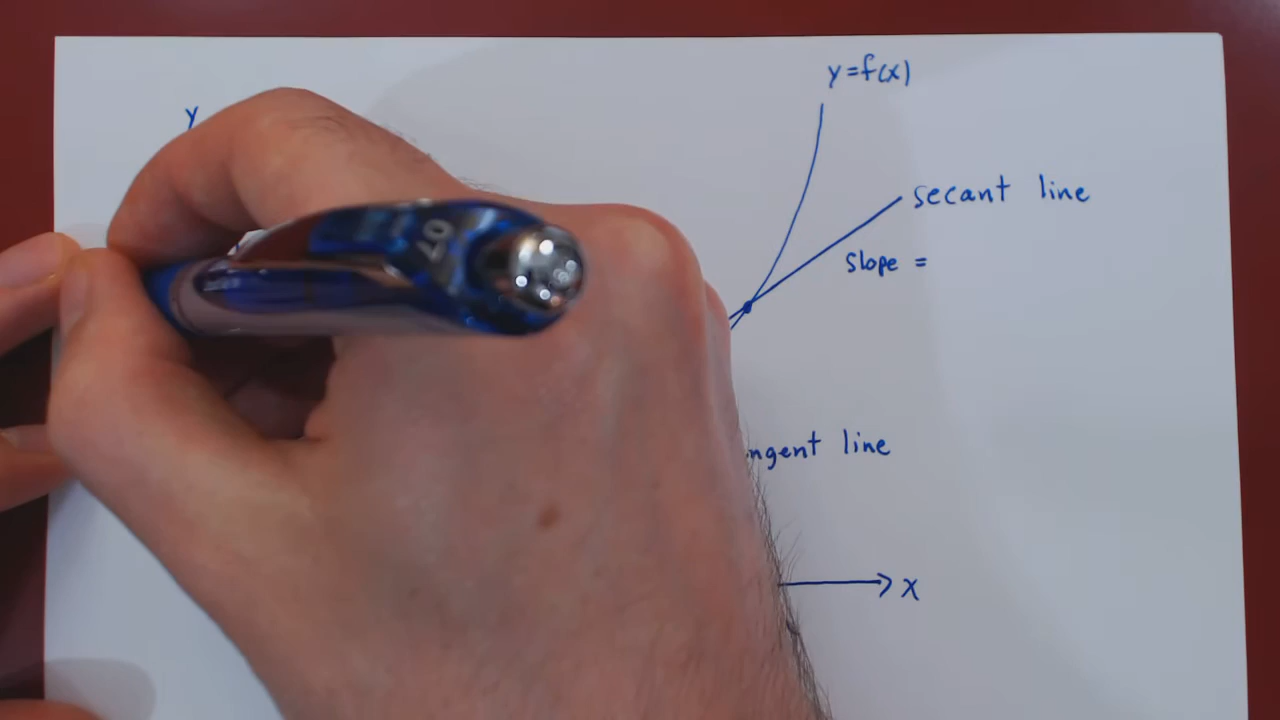 y=f(x)
y
secant line
slope =
ngent line
x
07